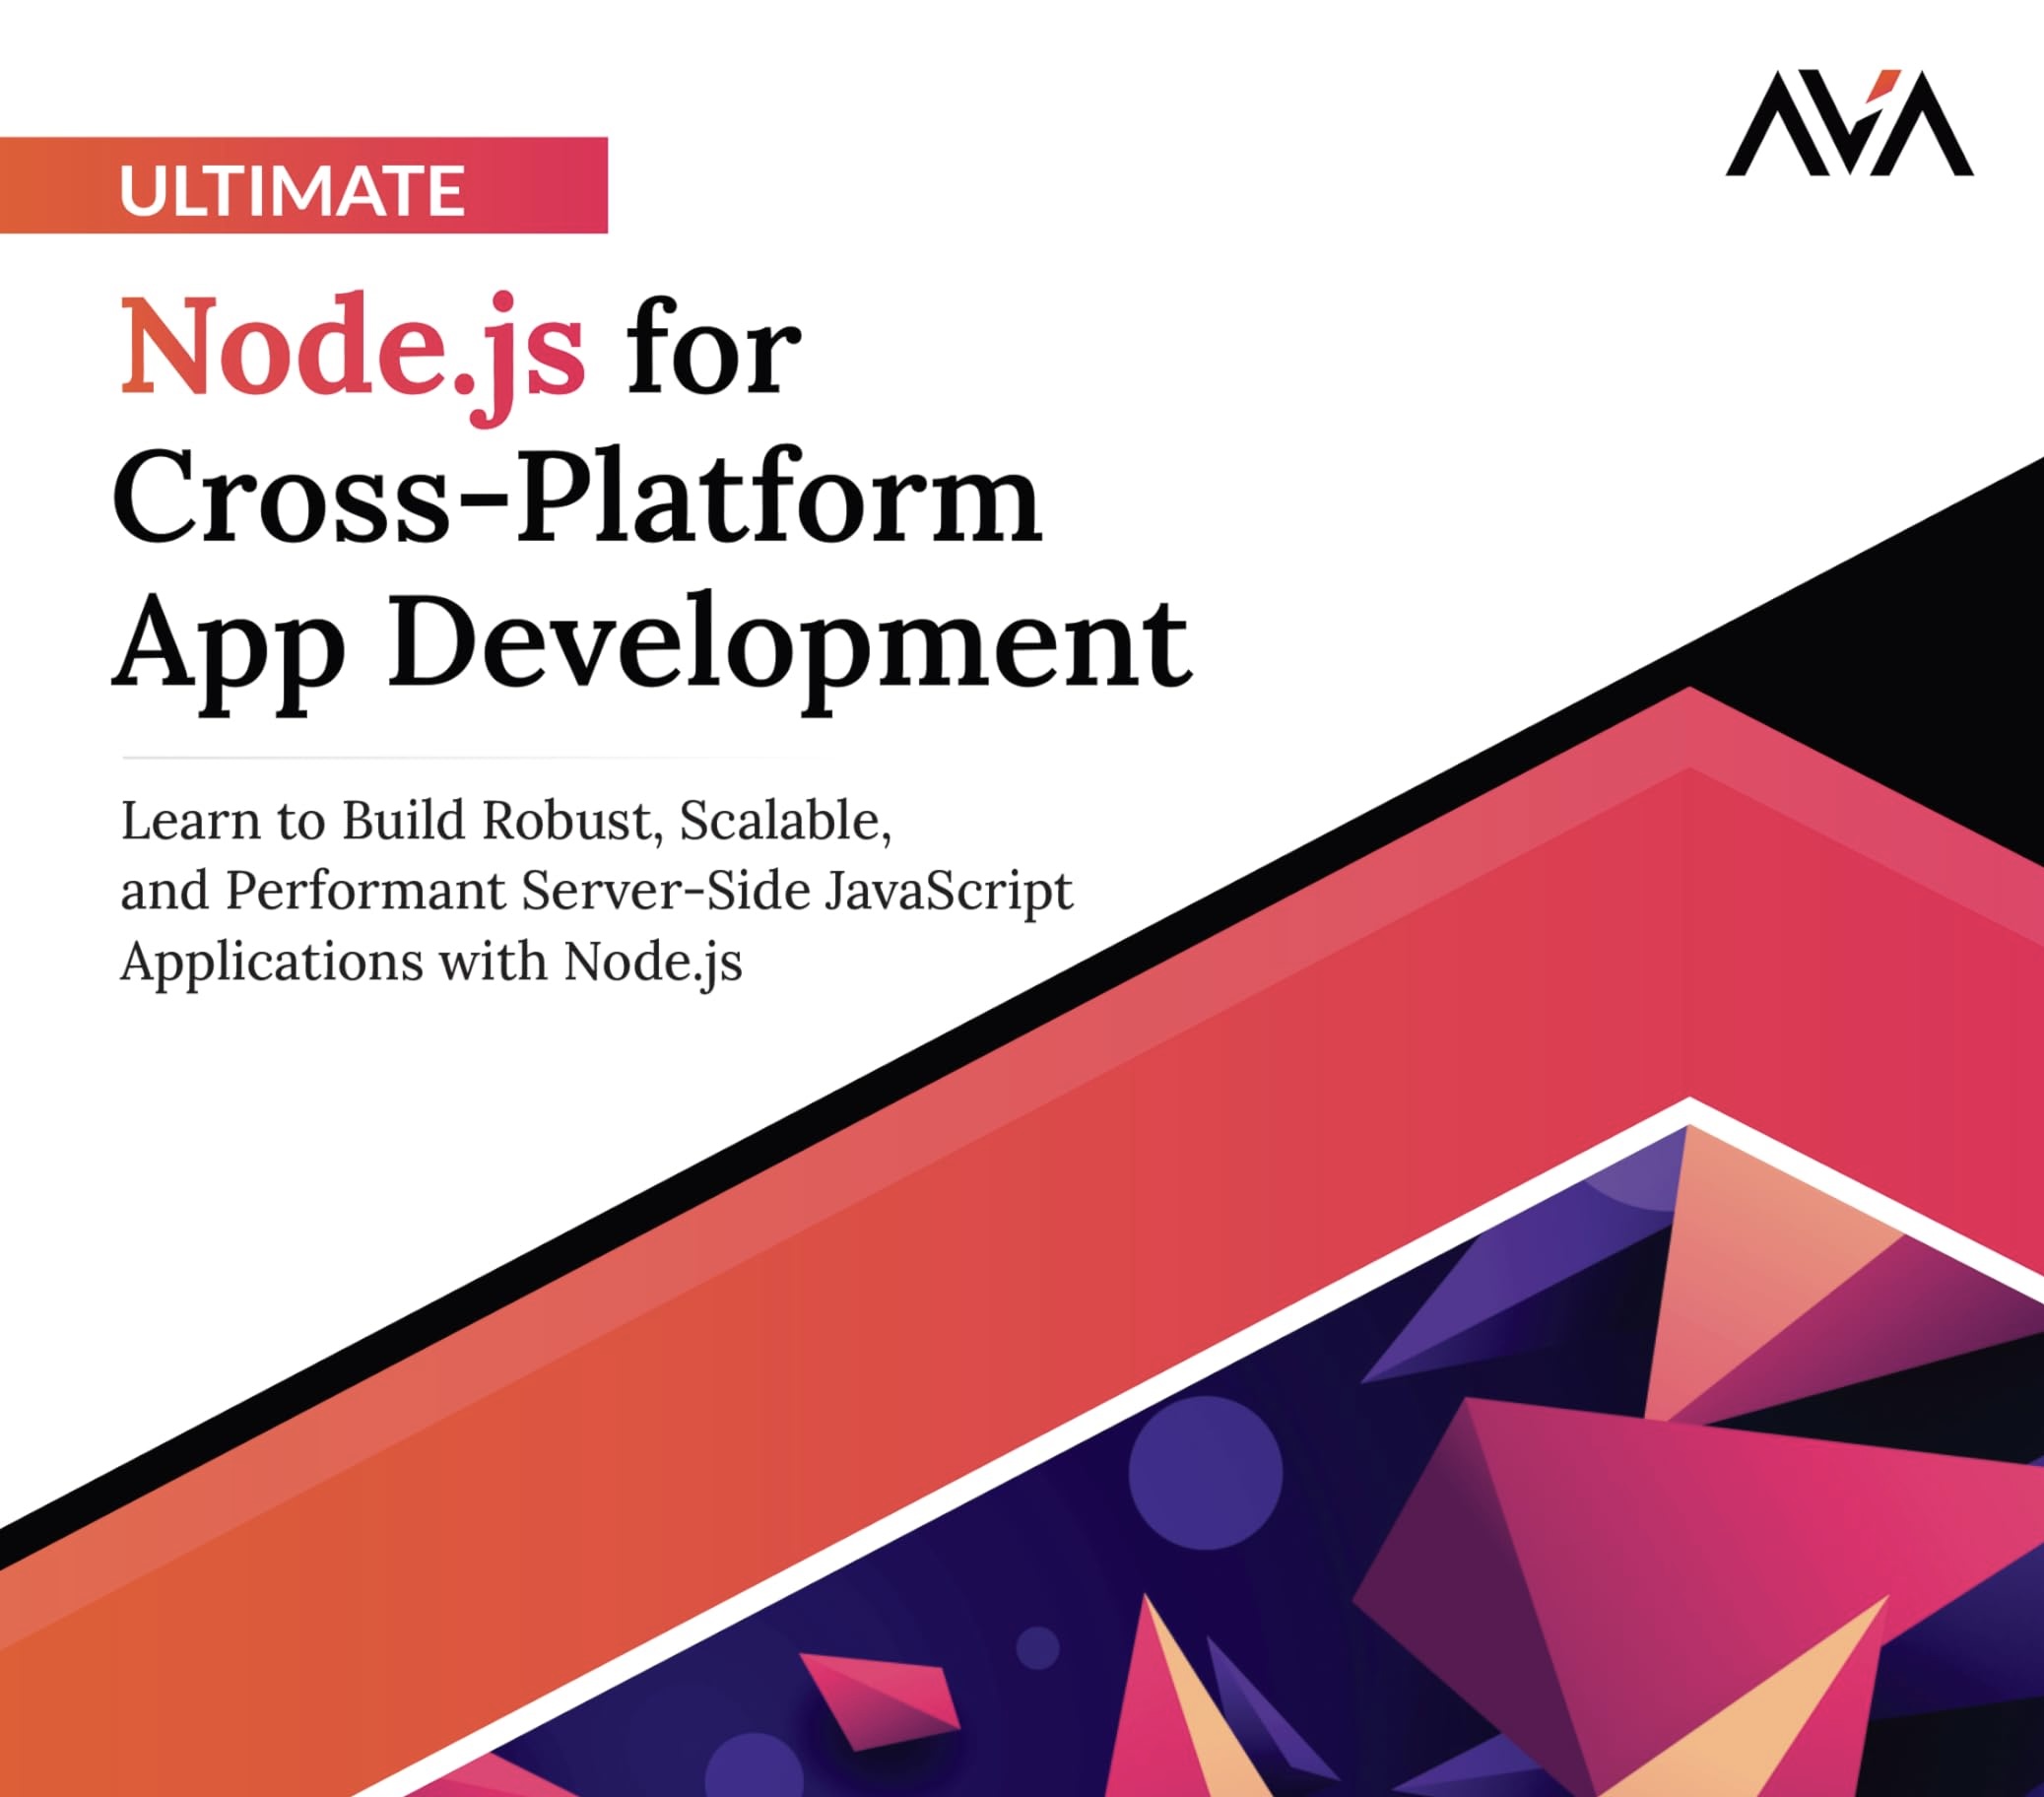 AVA
ULTIMATE
Node.js for
Cross-Platform
App Development
Learn to Build Robust, Scalable,
and Performant Server-Side JavaScript
Applications with Node.js